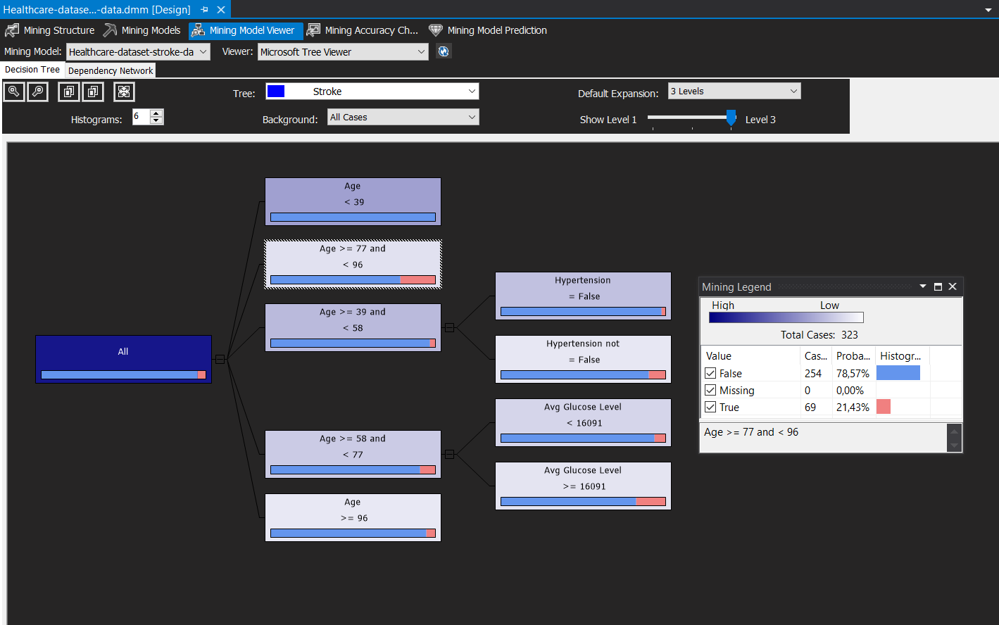 Healthcare-datase...-data.dmm [Design]
Mining Structure
Mining Models
Mining Model Viewer
Mining Accuracy Ch...
Mining Model Prediction
Mining Model:
Healthcare-dataset-stroke-da
Viewer:
Microsoft Tree Viewer
Decision Tree
Dependency Network
Tree:
Stroke
Default Expansion:
3 Levels
Histograms:
6
Background:
All Cases
Show Level 1
Level 3
All
Age
< 39
Age >= 77 and
< 96
Age >= 39 and
< 58
Age >= 58 and
< 77
Age
>= 96
Hypertension
= False
Hypertension not
= False
Avg Glucose Level
< 16091
Avg Glucose Level
>= 16091
Mining Legend
High
Low
Total Cases: 323
Value Cas... Proba... Histogr...
False 254 78,57%
Missing 0 0,00%
True 69 21,43%
Age >= 77 and < 96